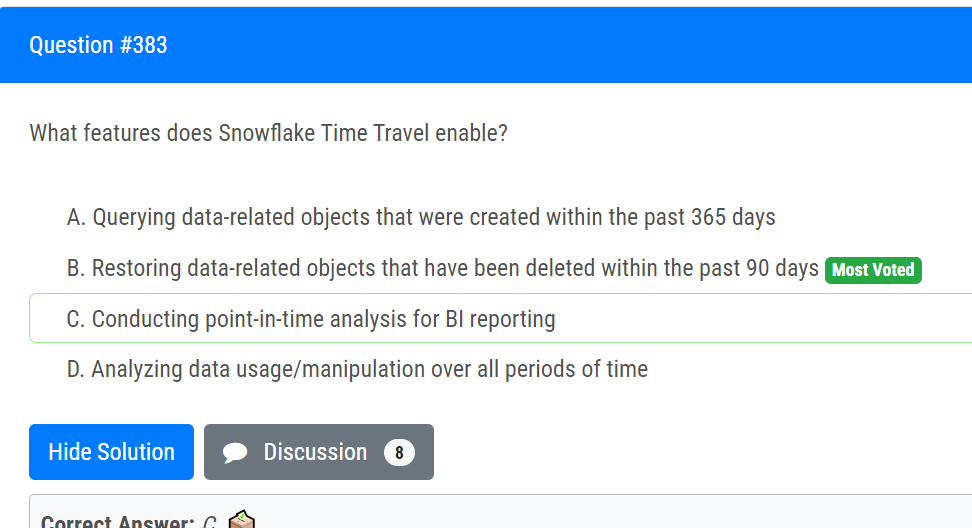 Question #383
What features does Snowflake Time Travel enable?
A. Querying data-related objects that were created within the past 365 days
B. Restoring data-related objects that have been deleted within the past 90 days Most Voted
C. Conducting point-in-time analysis for BI reporting
D. Analyzing data usage/manipulation over all periods of time
Hide Solution Discussion 8
Correct Answer: C